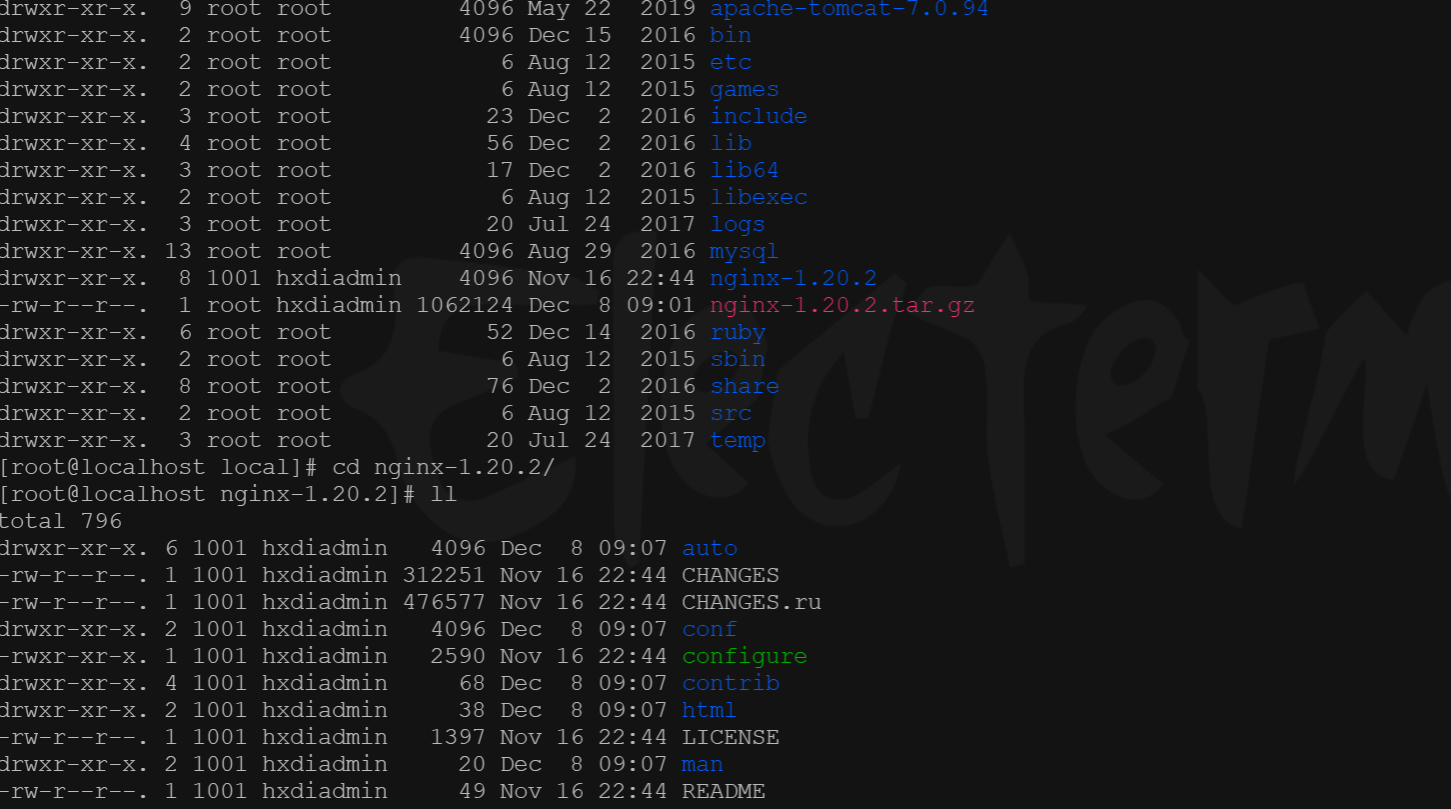 drwxr-xr-x.  9 root root         4096 May 22  2019 apache-tomcat-7.0.94
drwxr-xr-x.  2 root root         4096 Dec 15  2016 bin
drwxr-xr-x.  2 root root            6 Aug 12  2015 etc
drwxr-xr-x.  2 root root            6 Aug 12  2015 games
drwxr-xr-x.  3 root root           23 Dec  2  2016 include
drwxr-xr-x.  4 root root           56 Dec  2  2016 lib
drwxr-xr-x.  3 root root           17 Dec  2  2016 lib64
drwxr-xr-x.  2 root root            6 Aug 12  2015 libexec
drwxr-xr-x.  3 root root           20 Jul 24  2017 logs
drwxr-xr-x. 13 root root         4096 Aug 29  2016 mysql
drwxr-xr-x.  8 1001 hxdiadmin    4096 Nov 16 22:44 nginx-1.20.2
-rw-r--r--.  1 root hxdiadmin 1062124 Dec  8 09:01 nginx-1.20.2.tar.gz
drwxr-xr-x.  6 root root           52 Dec 14  2016 ruby
drwxr-xr-x.  2 root root            6 Aug 12  2015 sbin
drwxr-xr-x.  8 root root           76 Dec  2  2016 share
drwxr-xr-x.  2 root root            6 Aug 12  2015 src
drwxr-xr-x.  3 root root           20 Jul 24  2017 temp
[root@localhost local]# cd nginx-1.20.2/
[root@localhost nginx-1.20.2]# ll
total 796
drwxr-xr-x. 6 1001 hxdiadmin   4096 Dec  8 09:07 auto
-rw-r--r--. 1 1001 hxdiadmin 312251 Nov 16 22:44 CHANGES
-rw-r--r--. 1 1001 hxdiadmin 476577 Nov 16 22:44 CHANGES.ru
drwxr-xr-x. 2 1001 hxdiadmin   4096 Dec  8 09:07 conf
-rwxr-xr-x. 1 1001 hxdiadmin   2590 Nov 16 22:44 configure
drwxr-xr-x. 4 1001 hxdiadmin     68 Dec  8 09:07 contrib
drwxr-xr-x. 2 1001 hxdiadmin     38 Dec  8 09:07 html
-rw-r--r--. 1 1001 hxdiadmin   1397 Nov 16 22:44 LICENSE
drwxr-xr-x. 2 1001 hxdiadmin     20 Dec  8 09:07 man
-rw-r--r--. 1 1001 hxdiadmin     49 Nov 16 22:44 README